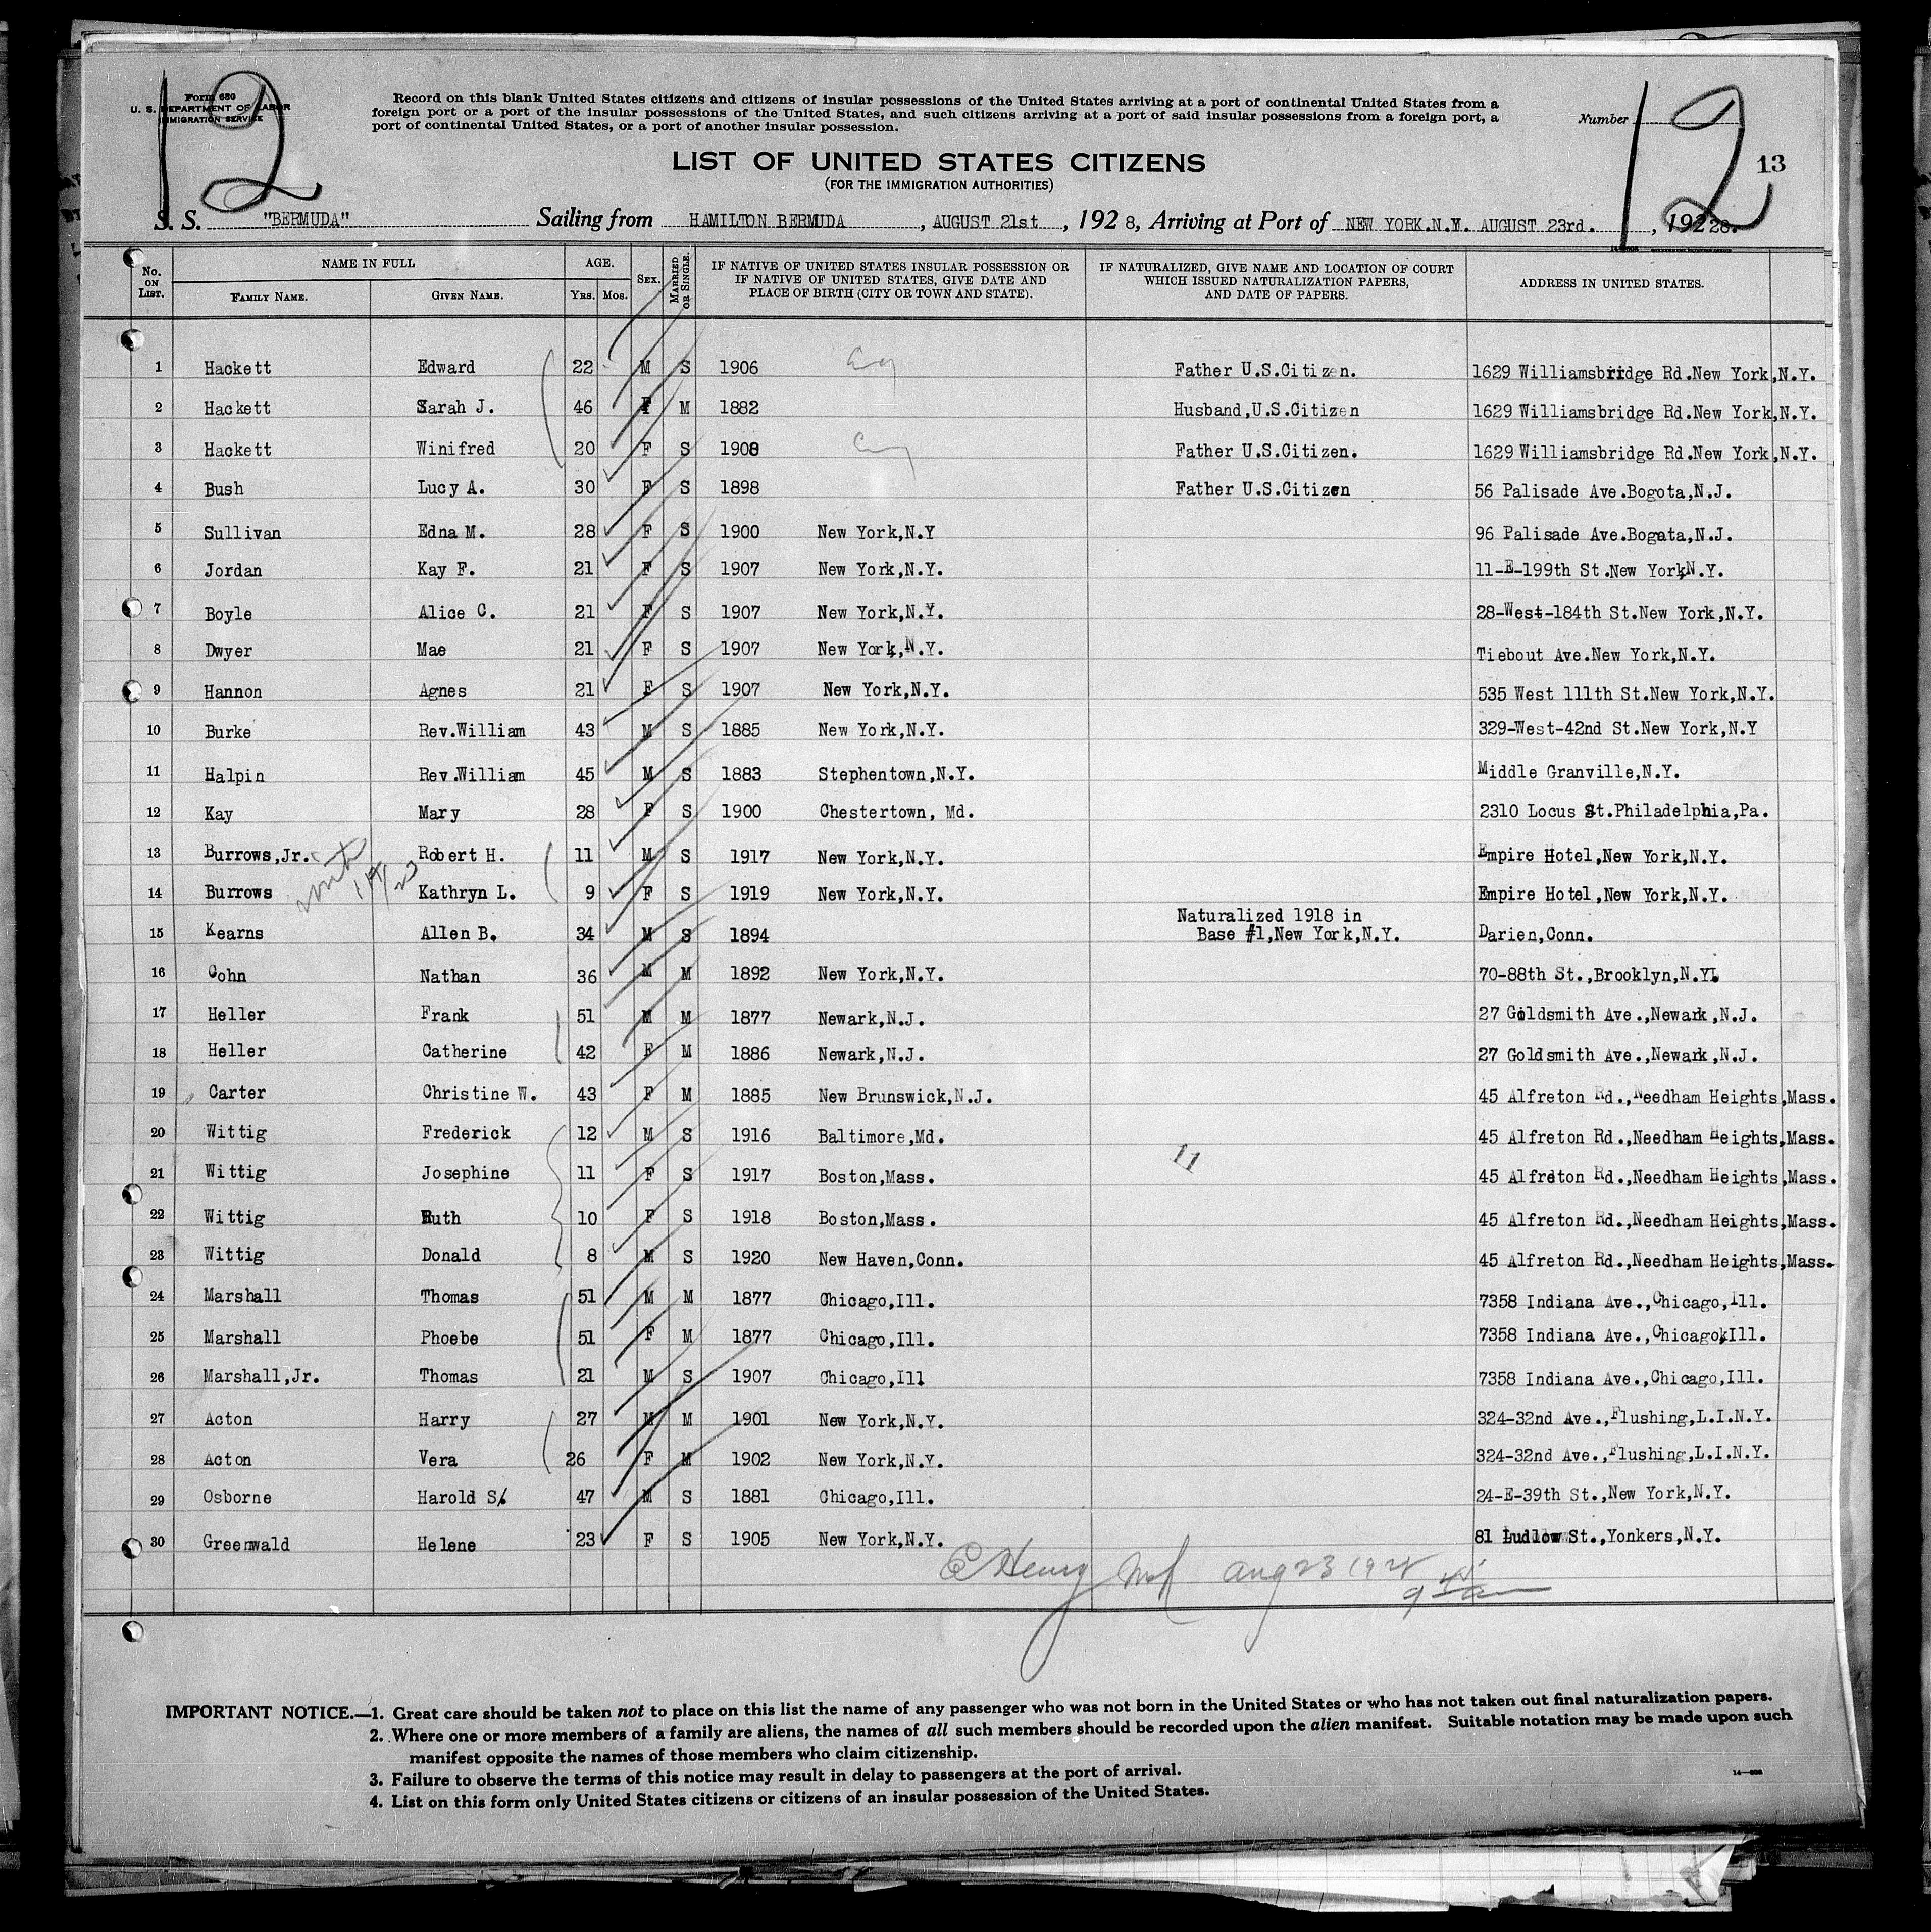 12
Form 630
U. S. DEPARTMENT OF LABOR
IMMIGRATION SERVICE
Record on this blank United States citizens and citizens of insular possessions of the United States arriving at a port of continental United States from a
foreign port or a port of the insular possessions of the United States, and such citizens arriving at a port of said insular possessions from a foreign port, a
port of continental United States, or a port of another insular possession.
Number
12
13
LIST OF UNITED STATES CITIZENS
(FOR THE IMMIGRATION AUTHORITIES)
S. S. "BERMUDA" Sailing from HAMILTON BERMUDA, AUGUST 21st, 1928, Arriving at Port of NEW YORK.N.Y. AUGUST 23rd., 192228.
No. ON LIST. NAME IN FULL FAMILY NAME. GIVEN NAME. AGE. YRS. MOS. SEX. MARRIED OR SINGLE. IF NATIVE OF UNITED STATES INSULAR POSSESSION OR IF NATIVE OF UNITED STATES, GIVE DATE AND PLACE OF BIRTH (CITY OR TOWN AND STATE). IF NATURALIZED, GIVE NAME AND LOCATION OF COURT WHICH ISSUED NATURALIZATION PAPERS, AND DATE OF PAPERS. ADDRESS IN UNITED STATES.
1 Hackett Edward 22 M S 1906 Father U.S.Citizen. 1629 Williamsbridge Rd.New York,N.Y.
2 Hackett Sarah J. 46 F M 1882 Husband,U.S.Citizen 1629 Williamsbridge Rd.New York,N.Y.
3 Hackett Winifred 20 F S 1908 Father U.S.Citizen. 1629 Williamsbridge Rd.New York,N.Y.
4 Bush Lucy A. 30 F S 1898 Father U.S.Citizen 56 Palisade Ave.Bogota,N.J.
5 Sullivan Edna M. 28 F S 1900 New York,N.Y 96 Palisade Ave.Bogata,N.J.
6 Jordan Kay F. 21 F S 1907 New York,N.Y. 11-E-199th St.New York,N.Y.
7 Boyle Alice C. 21 F S 1907 New York,N.Y. 28-West-184th St.New York,N.Y.
8 Dwyer Mae 21 F S 1907 New York,N.Y. Tiebout Ave.New York,N.Y.
9 Hannon Agnes 21 F S 1907 New York,N.Y. 535 West 111th St.New York,N.Y.
10 Burke Rev.William 43 M S 1885 New York,N.Y. 329-West-42nd St.New York,N.Y
11 Halpin Rev.William 45 M S 1883 Stephentown,N.Y. Middle Granville,N.Y.
12 Kay Mary 28 F S 1900 Chestertown, Md. 2310 Locus St.Philadelphia,Pa.
13 Burrows,Jr. Robert H. 11 M S 1917 New York,N.Y. Empire Hotel,New York,N.Y.
14 Burrows Kathryn L. 9 F S 1919 New York,N.Y. Empire Hotel,New York,N.Y.
15 Kearns Allen B. 34 M S 1894 Naturalized 1918 in Base #1,New York,N.Y. Darien,Conn.
16 Cohn Nathan 36 M M 1892 New York,N.Y. 70-88th St.,Brooklyn,N.Y.
17 Heller Frank 51 M M 1877 Newark,N.J. 27 Goldsmith Ave.,Newark,N.J.
18 Heller Catherine 42 F M 1886 Newark,N.J. 27 Goldsmith Ave.,Newark,N.J.
19 Carter Christine W. 43 F M 1885 New Brunswick,N.J. 45 Alfreton Rd.,Needham Heights,Mass.
20 Wittig Frederick 12 M S 1916 Baltimore,Md. 45 Alfreton Rd.,Needham Heights,Mass.
21 Wittig Josephine 11 F S 1917 Boston,Mass. 11 45 Alfreton Rd.,Needham Heights,Mass.
22 Wittig Ruth 10 F S 1918 Boston,Mass. 45 Alfreton Rd.,Needham Heights,Mass.
23 Wittig Donald 8 M S 1920 New Haven,Conn. 45 Alfreton Rd.,Needham Heights,Mass.
24 Marshall Thomas 51 M M 1877 Chicago,Ill. 7358 Indiana Ave.,Chicago,Ill.
25 Marshall Phoebe 51 F M 1877 Chicago,Ill. 7358 Indiana Ave.,Chicago,Ill.
26 Marshall,Jr. Thomas 21 M S 1907 Chicago,Ill 7358 Indiana Ave.,Chicago,Ill.
27 Acton Harry 27 M M 1901 New York,N.Y. 324-32nd Ave.,Flushing,L.I.N.Y.
28 Acton Vera 26 F M 1902 New York,N.Y. 324-32nd Ave.,Flushing,L.I.N.Y.
29 Osborne Harold S. 47 M S 1881 Chicago,Ill. 24-E-39th St.,New York,N.Y.
30 Greenwald Helene 23 F S 1905 New York,N.Y. 81 Ludlow St.,Yonkers,N.Y.
Henry Aug 23 1928
IMPORTANT NOTICE.—1. Great care should be taken not to place on this list the name of any passenger who was not born in the United States or who has not taken out final naturalization papers.
2. Where one or more members of a family are aliens, the names of all such members should be recorded upon the alien manifest. Suitable notation may be made upon such
manifest opposite the names of those members who claim citizenship.
3. Failure to observe the terms of this notice may result in delay to passengers at the port of arrival.
4. List on this form only United States citizens or citizens of an insular possession of the United States.